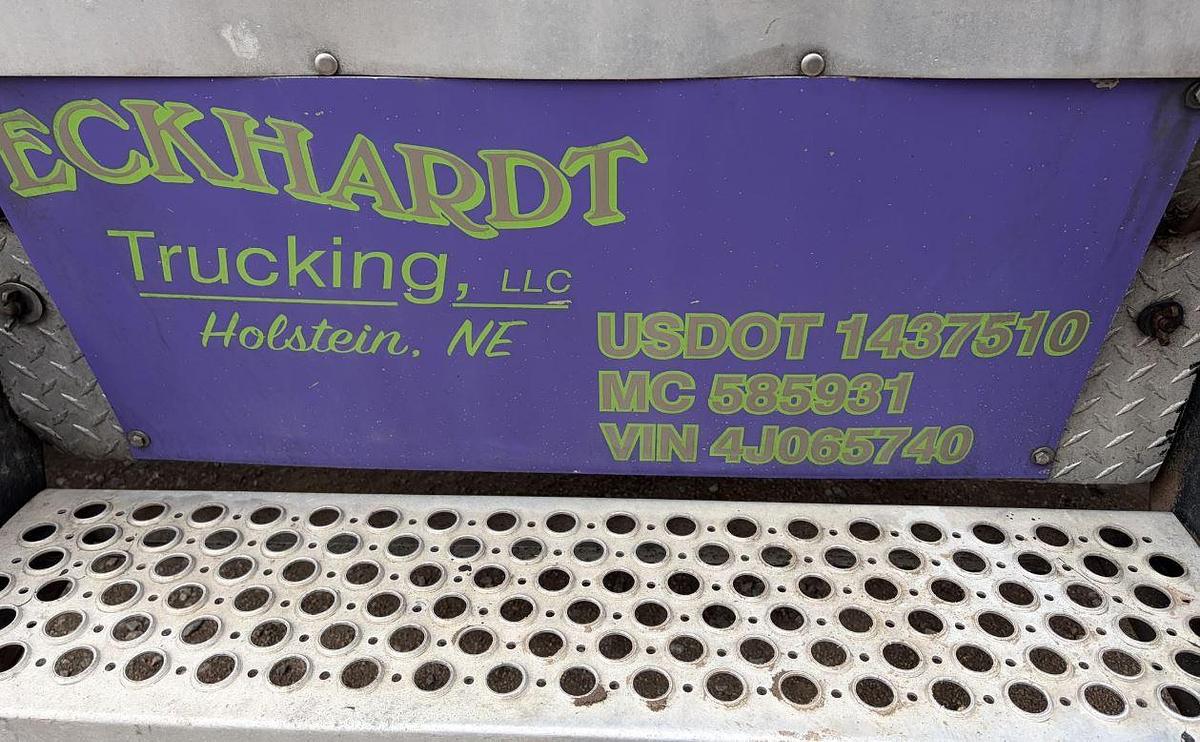 ECKHARDT
Trucking, LLC
Holstein, NE
USDOT 1437510
MC 585931
VIN 4J065740